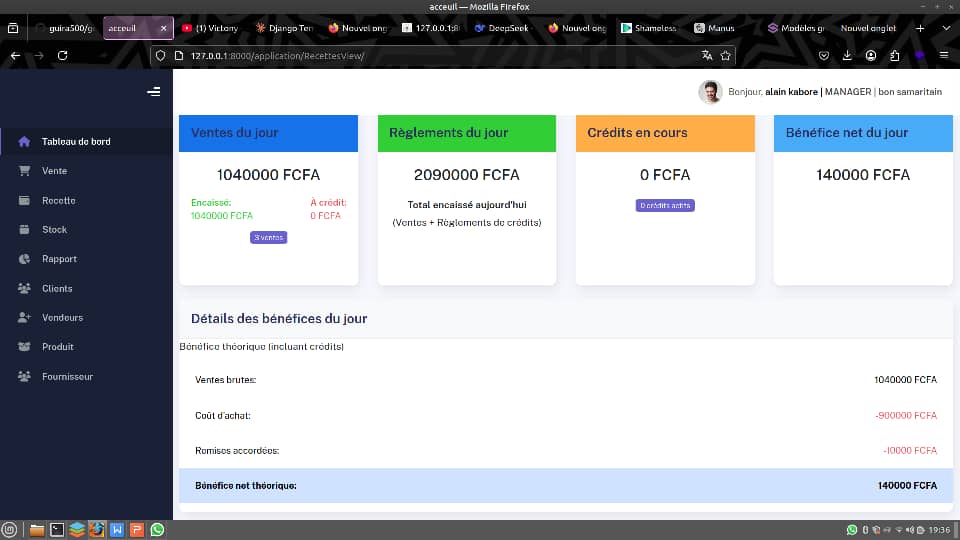 acceuil — Mozilla Firefox
guira500/g
acceuil
(1) Victony
Django Ten
Nouvel ong
127.0.0.1:8
DeepSeek -
Nouvel ong
Shameless
Manus
Modèles g
Nouvel onglet
127.0.0.1:8000/application/RecettesView/
Bonjour, alain kabore | MANAGER | bon samaritain
Tableau de bord
Vente
Recette
Stock
Rapport
Clients
Vendeurs
Produit
Fournisseur
Ventes du jour
1040000 FCFA
Encaissé:
1040000 FCFA
À crédit:
0 FCFA
3 ventes
Règlements du jour
2090000 FCFA
Total encaissé aujourd'hui
(Ventes + Règlements de crédits)
Crédits en cours
0 FCFA
0 crédits actifs
Bénéfice net du jour
140000 FCFA
Détails des bénéfices du jour
Bénéfice théorique (incluant crédits)
Ventes brutes:
1040000 FCFA
Coût d'achat:
-900000 FCFA
Remises accordées:
-10000 FCFA
Bénéfice net théorique:
140000 FCFA
19:36